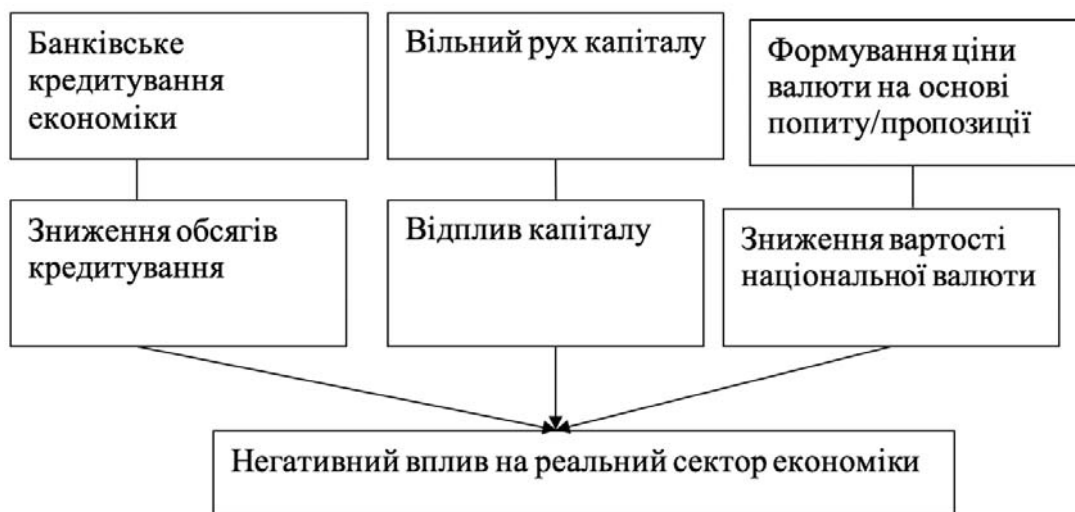 Банківське
кредитування
економіки
Вільний рух капіталу
Формування ціни
валюти на основі
попиту/пропозиції
Зниження обсягів
кредитування
Відплив капіталу
Зниження вартості
національної валюти
Негативний вплив на реальний сектор економіки